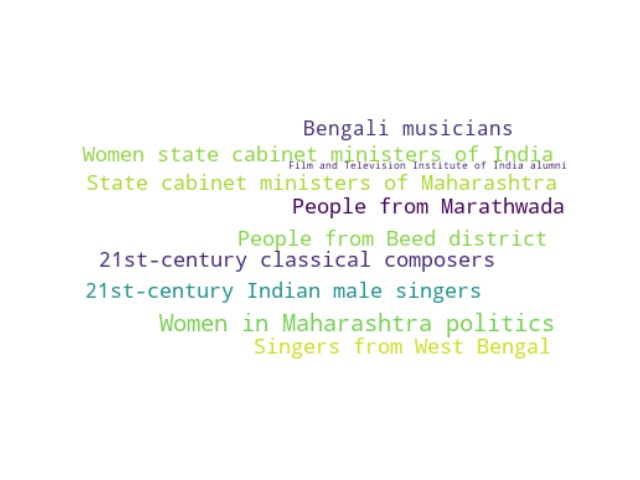 Bengali musicians
Women state cabinet ministers of India
Film and Television Institute of India alumni
State cabinet ministers of Maharashtra
People from Marathwada
People from Beed district
21st-century classical composers
21st-century Indian male singers
Women in Maharashtra politics
Singers from West Bengal